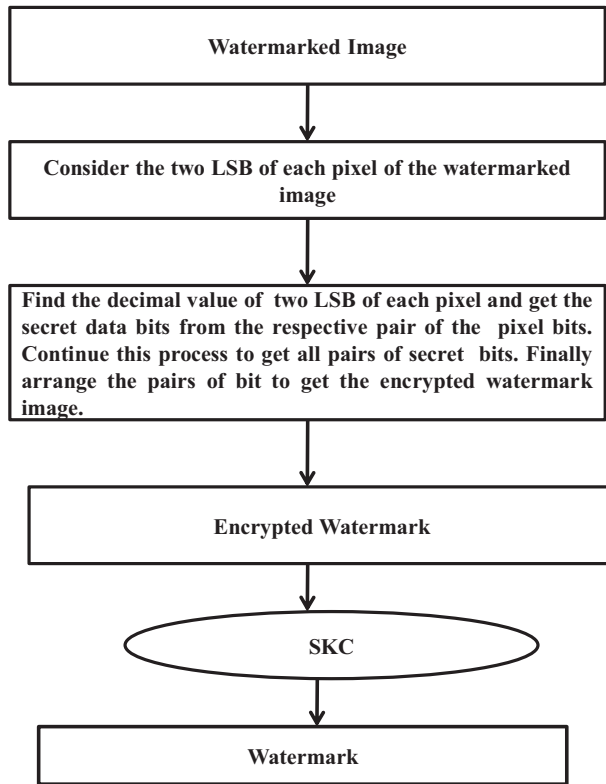 Watermarked Image
Consider the two LSB of each pixel of the watermarked
image
Find the decimal value of two LSB of each pixel and get the
secret data bits from the respective pair of the pixel bits.
Continue this process to get all pairs of secret bits. Finally
arrange the pairs of bit to get the encrypted watermark
image.
Encrypted Watermark
SKC
Watermark